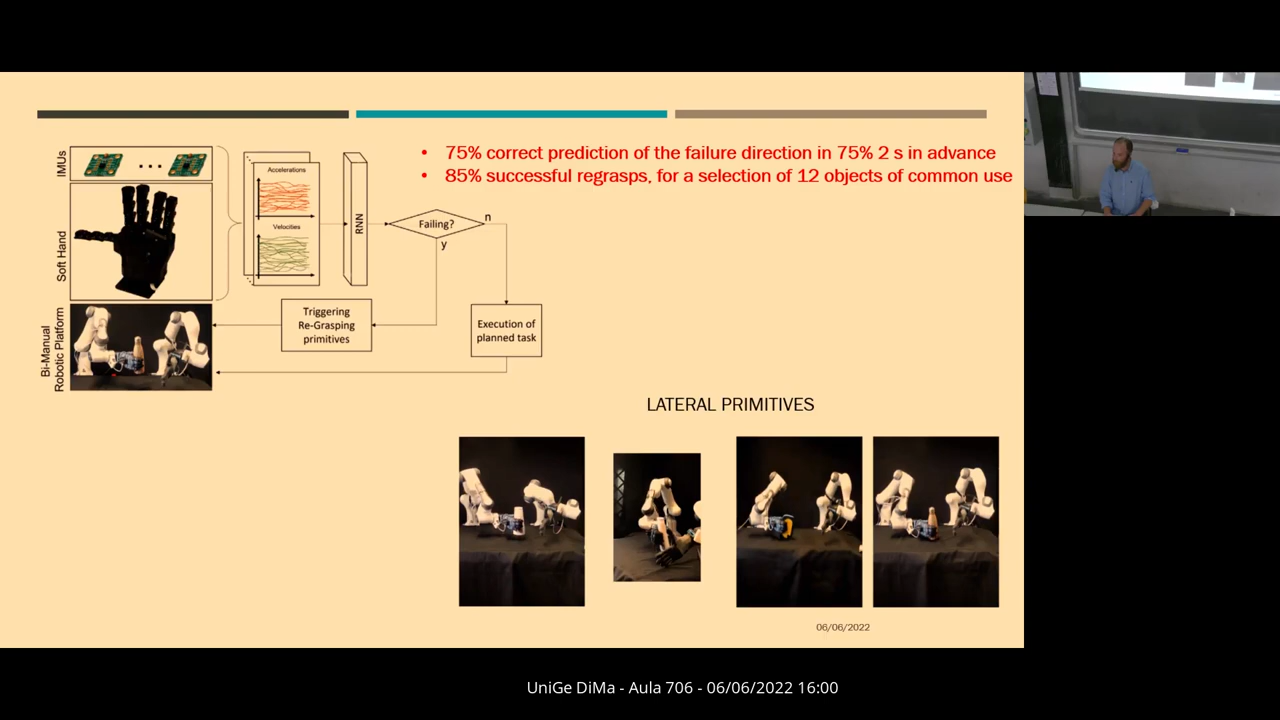 • 75% correct prediction of the failure direction in 75% 2 s in advance
• 85% successful regrasps, for a selection of 12 objects of common use
IMUs
Soft Hand
Bi-Manual
Robotic Platform
Accelerations
Velocities
RNN
Failing?
n
y
Triggering
Re-Grasping
primitives
Execution of
planned task
LATERAL PRIMITIVES
06/06/2022
UniGe DiMa - Aula 706 - 06/06/2022 16:00